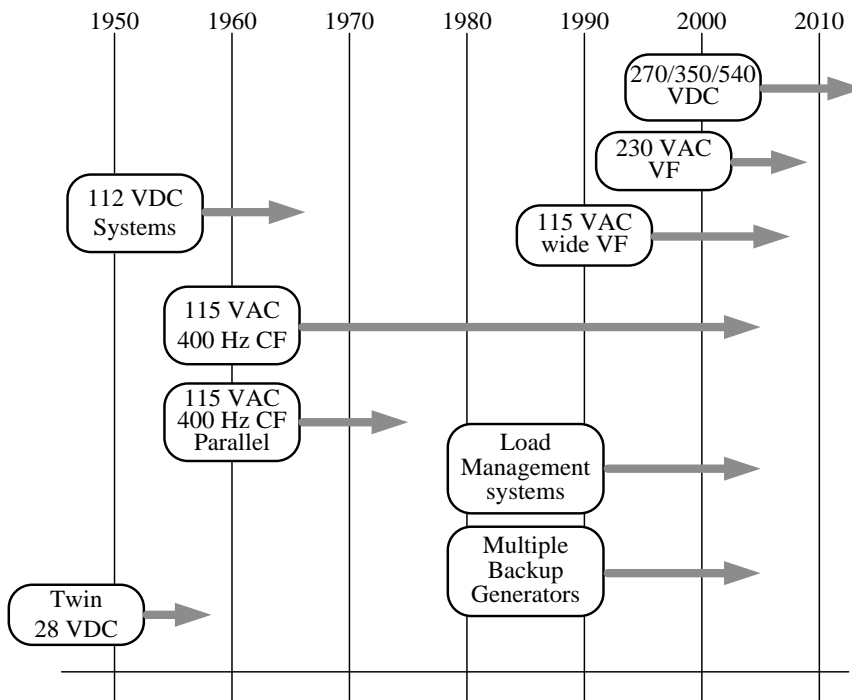 1950 1960 1970 1980 1990 2000 2010
270/350/540
VDC
230 VAC
VF
112 VDC
Systems
115 VAC
wide VF
115 VAC
400 Hz CF
115 VAC
400 Hz CF
Parallel
Load
Management
systems
Multiple
Backup
Generators
Twin
28 VDC